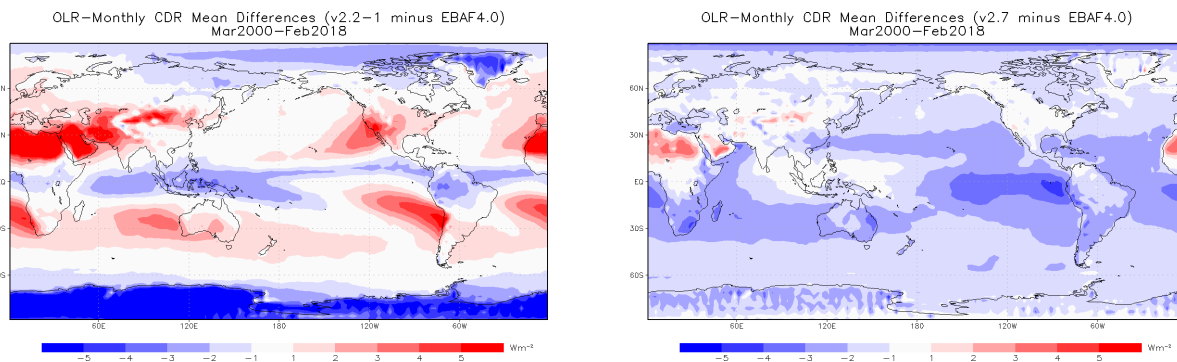 OLR-Monthly CDR Mean Differences (v2.2-1 minus EBAF4.0)
Mar2000-Feb2018
N
N
EQ
0S
0S
60E
120E
180
120W
60W
-5 -4 -3 -2 -1 1 2 3 4 5 Wm⁻²
OLR-Monthly CDR Mean Differences (v2.7 minus EBAF4.0)
Mar2000-Feb2018
60N
30N
EQ
30S
60S
60E
120E
180
120W
60W
-5 -4 -3 -2 -1 1 2 3 4 5 Wm⁻²